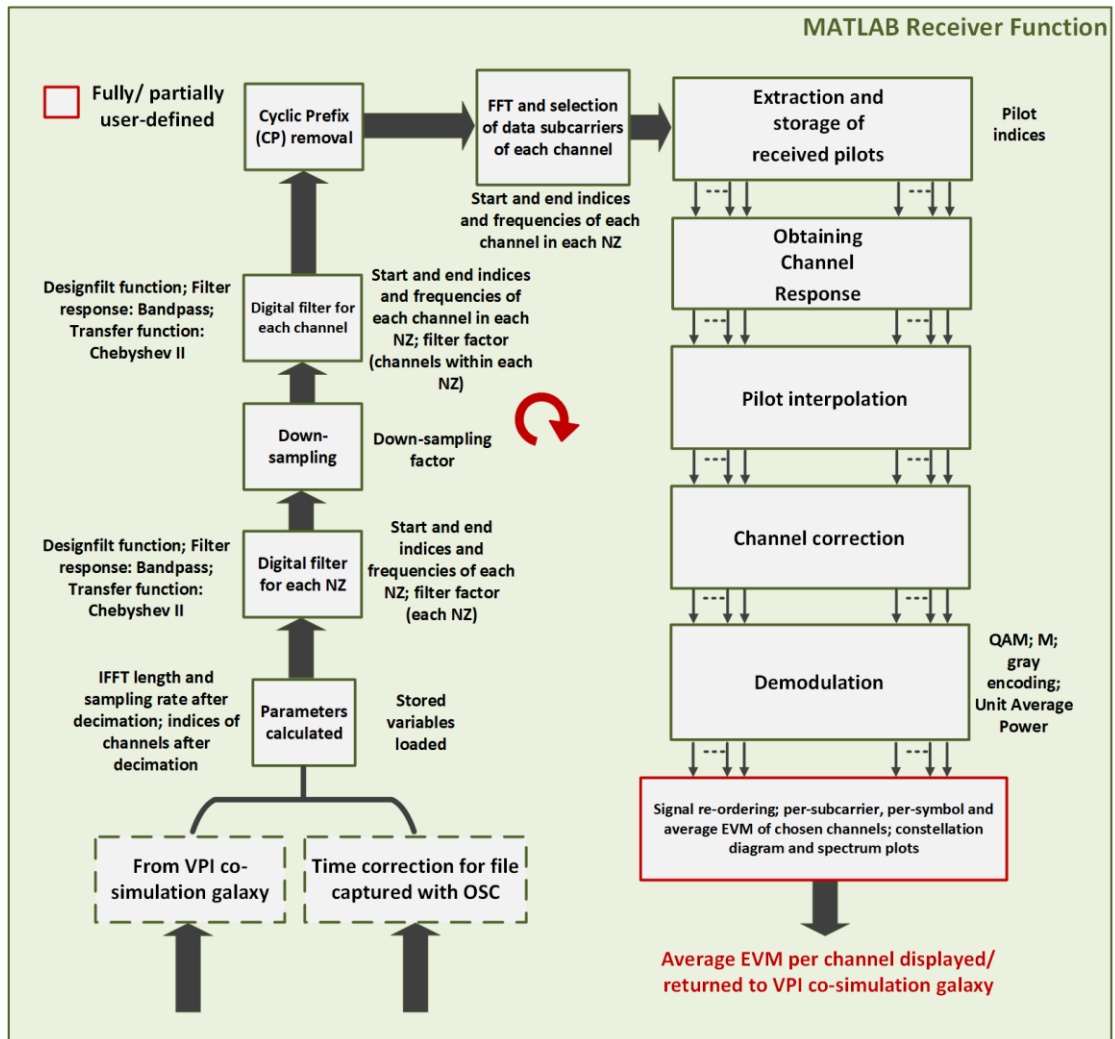 MATLAB Receiver Function
Fully/ partially
user-defined
Cyclic Prefix
(CP) removal
FFT and selection
of data subcarriers
of each channel
Start and end indices
and frequencies of each
channel in each NZ
Extraction and
storage of
received pilots
Pilot
indices
Obtaining
Channel
Response
Designfilt function; Filter
response: Bandpass;
Transfer function:
Chebyshev II
Digital filter for
each channel
Start and end indices
and frequencies of
each channel in each
NZ; filter factor
(channels within each
NZ)
Pilot interpolation
Down-
sampling
Down-sampling
factor
Channel correction
Designfilt function; Filter
response: Bandpass;
Transfer function:
Chebyshev II
Digital filter
for each NZ
Start and end
indices and
frequencies of each
NZ; filter factor
(each NZ)
Demodulation
QAM; M;
gray
encoding;
Unit Average
Power
IFFT length and
sampling rate after
decimation; indices of
channels after
decimation
Parameters
calculated
Stored
variables
loaded
Signal re-ordering; per-subcarrier, per-symbol and
average EVM of chosen channels; constellation
diagram and spectrum plots
From VPI co-
simulation galaxy
Time correction for file
captured with OSC
Average EVM per channel displayed/
returned to VPI co-simulation galaxy